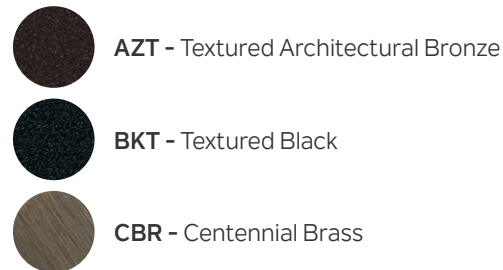 AZT - Textured Architectural Bronze
BKT - Textured Black
CBR - Centennial Brass